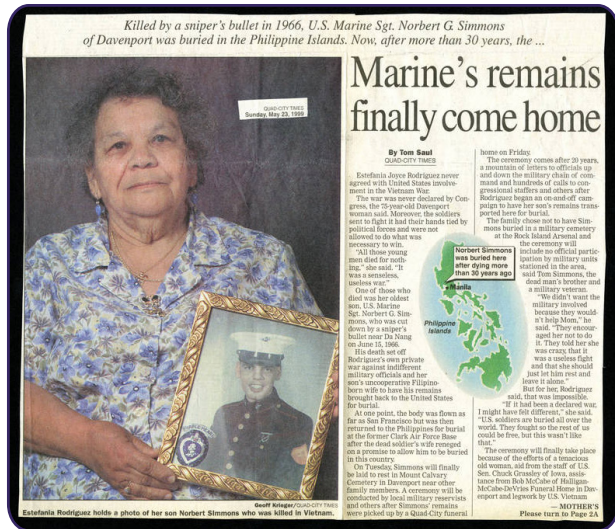 Killed by a sniper's bullet in 1966, U.S. Marine Sgt. Norbert G. Simmons
of Davenport was buried in the Philippine Islands. Now, after more than 30 years, the ...
QUAD-CITY TIMES
Sunday, May 23, 1999
Marine's remains
finally come home
By Tom Saul
QUAD-CITY TIMES
Estefania Joyce Rodriguez never
agreed with United States involve-
ment in the Vietnam War.
The war was never declared by Con-
gress, the 75-year-old Davenport
woman said. Moreover, the soldiers
sent to fight it had their hands tied by
political forces and were not
allowed to do what was
necessary to win.
"All those young
men died for noth-
ing," she said. "It
was a senseless,
useless war."
One of those who
died was her oldest
son, U.S. Marine
Sgt. Norbert G. Sim-
mons, who was cut
down by a sniper's
bullet near Da Nang
on June 15, 1966.
His death set off
Rodriguez's own private
war against indifferent
military officials and her
son's uncooperative Filipino-
born wife to have his remains
brought back to the United States
for burial.
At one point, the body was flown as
far as San Francisco but was then
returned to the Philippines for burial
at the former Clark Air Force Base
after the dead soldier's wife reneged
on a promise to allow him to be buried
in this country.
On Tuesday, Simmons will finally
be laid to rest in Mount Calvary
Cemetery in Davenport near other
family members. A ceremony will be
conducted by local military reservists
and others after Simmons' remains
were picked up by a Quad-City funeral
home on Friday.
The ceremony comes after 20 years,
a mountain of letters to officials up
and down the military chain of com-
mand and hundreds of calls to con-
gressional staffers and others after
Rodriguez began an on-and-off cam-
paign to have her son's remains trans-
ported here for burial.
The family chose not to have Sim-
mons buried in a military cemetery
at the Rock Island Arsenal and
the ceremony will
include no official partic-
ipation by military units
stationed in the area,
said Tom Simmons, the
dead man's brother and
a military veteran.
"We didn't want the
military involved
because they would-
n't help Mom," he
said. "They encour-
aged her not to do
it. They told her she
was crazy, that it
was a useless fight
and that she should
just let him rest and
leave it alone."
But for her, Rodriguez
said, that was impossible.
"If it had been a declared war,
I might have felt different," she said.
"U.S. soldiers are buried all over the
world. They fought so the rest of us
could be free, but this wasn't like
that."
The ceremony will finally take place
because of the efforts of a tenacious
old woman, aid from the staff of U.S.
Sen. Chuck Grassley of Iowa, assis-
tance from Bob McCabe of Halligan-
McCabe-DeVries Funeral Home in Dav-
enport and legwork by U.S. Vietnam
— MOTHER'S
Please turn to Page 2A
Norbert Simmons
was buried here
after dying more
than 30 years ago
Manila
Philippine
Islands
Geoff Krieger/QUAD-CITY TIMES
Estefania Rodriguez holds a photo of her son Norbert Simmons who was killed in Vietnam.